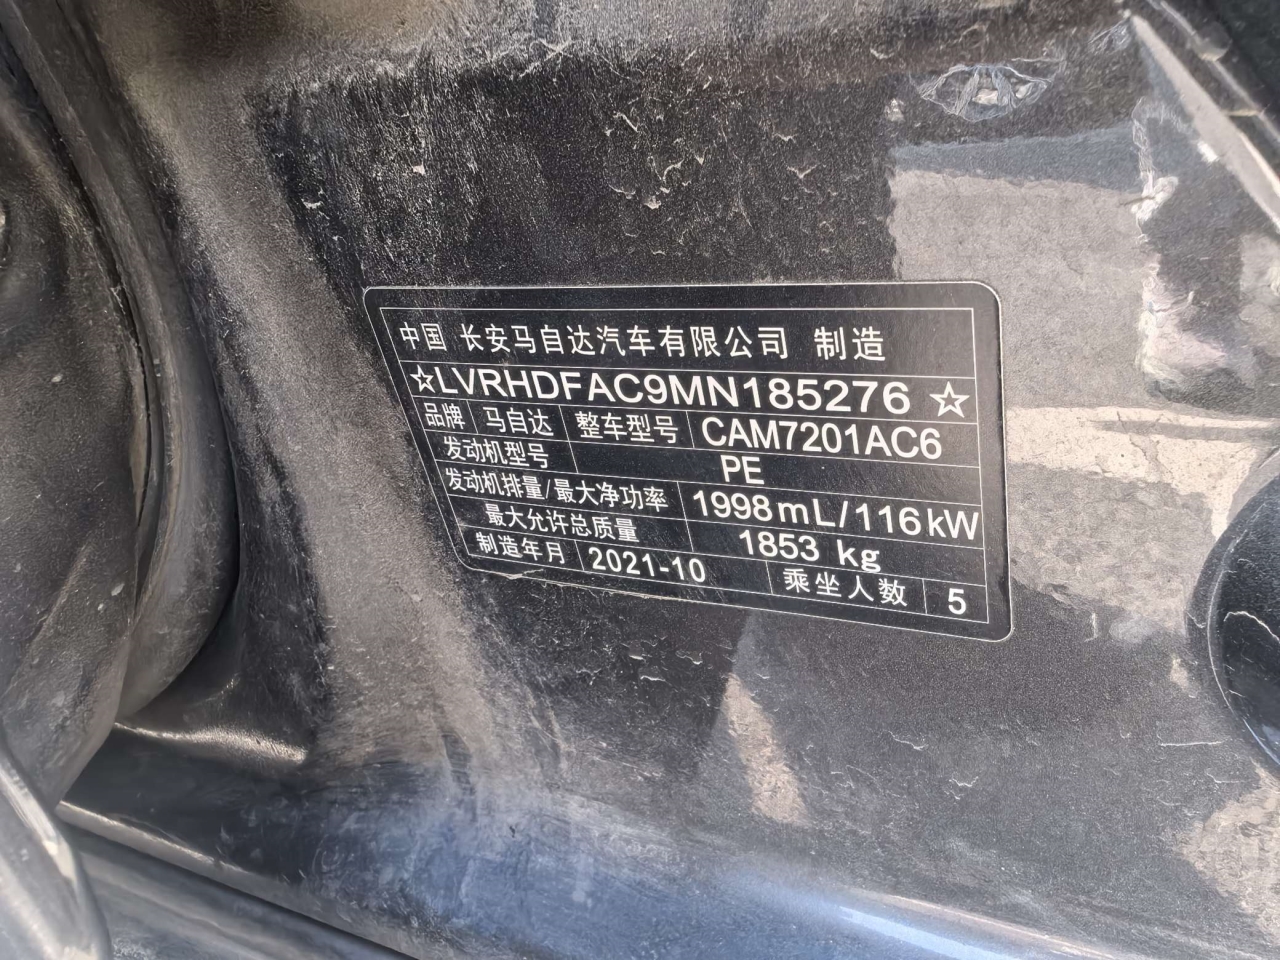 中国 长安马自达汽车有限公司 制造
☆LVRHDFAC9MN185276☆
品牌 马自达 整车型号 CAM7201AC6
发动机型号 PE
发动机排量/最大净功率 1998mL/116kW
最大允许总质量 1853 kg
制造年月 2021-10 乘坐人数 5